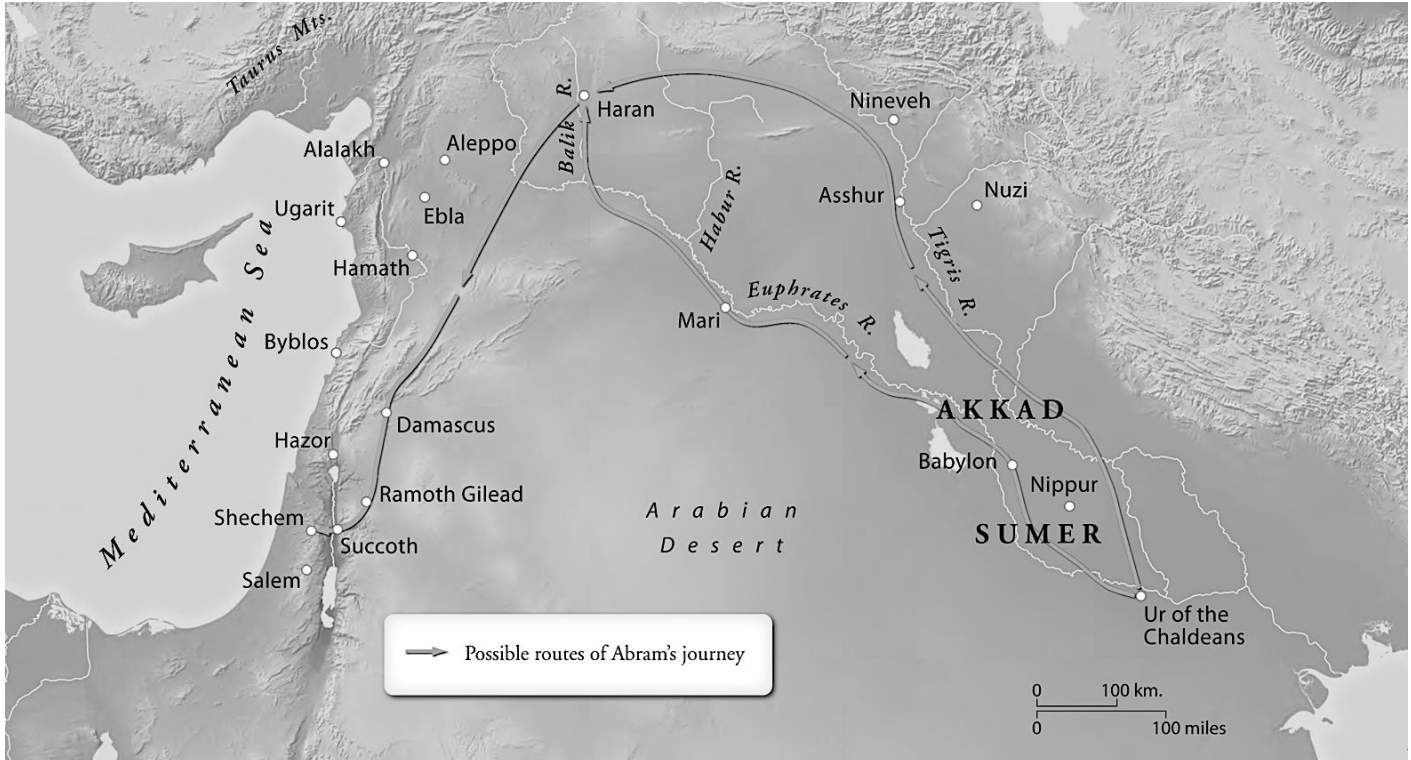 Taurus Mts.
Balik R.
Haran
Nineveh
Alalakh
Aleppo
Ebla
Ugarit
Habur R.
Asshur
Nuzi
Hamath
Tigris R.
Mediterranean Sea
Euphrates R.
Mari
Byblos
AKKAD
Damascus
Hazor
Babylon
Nippur
Ramoth Gilead
Arabian
Desert
Shechem
Succoth
SUMER
Salem
Ur of the
Chaldeans
Possible routes of Abram's journey
0 100 km.
0 100 miles